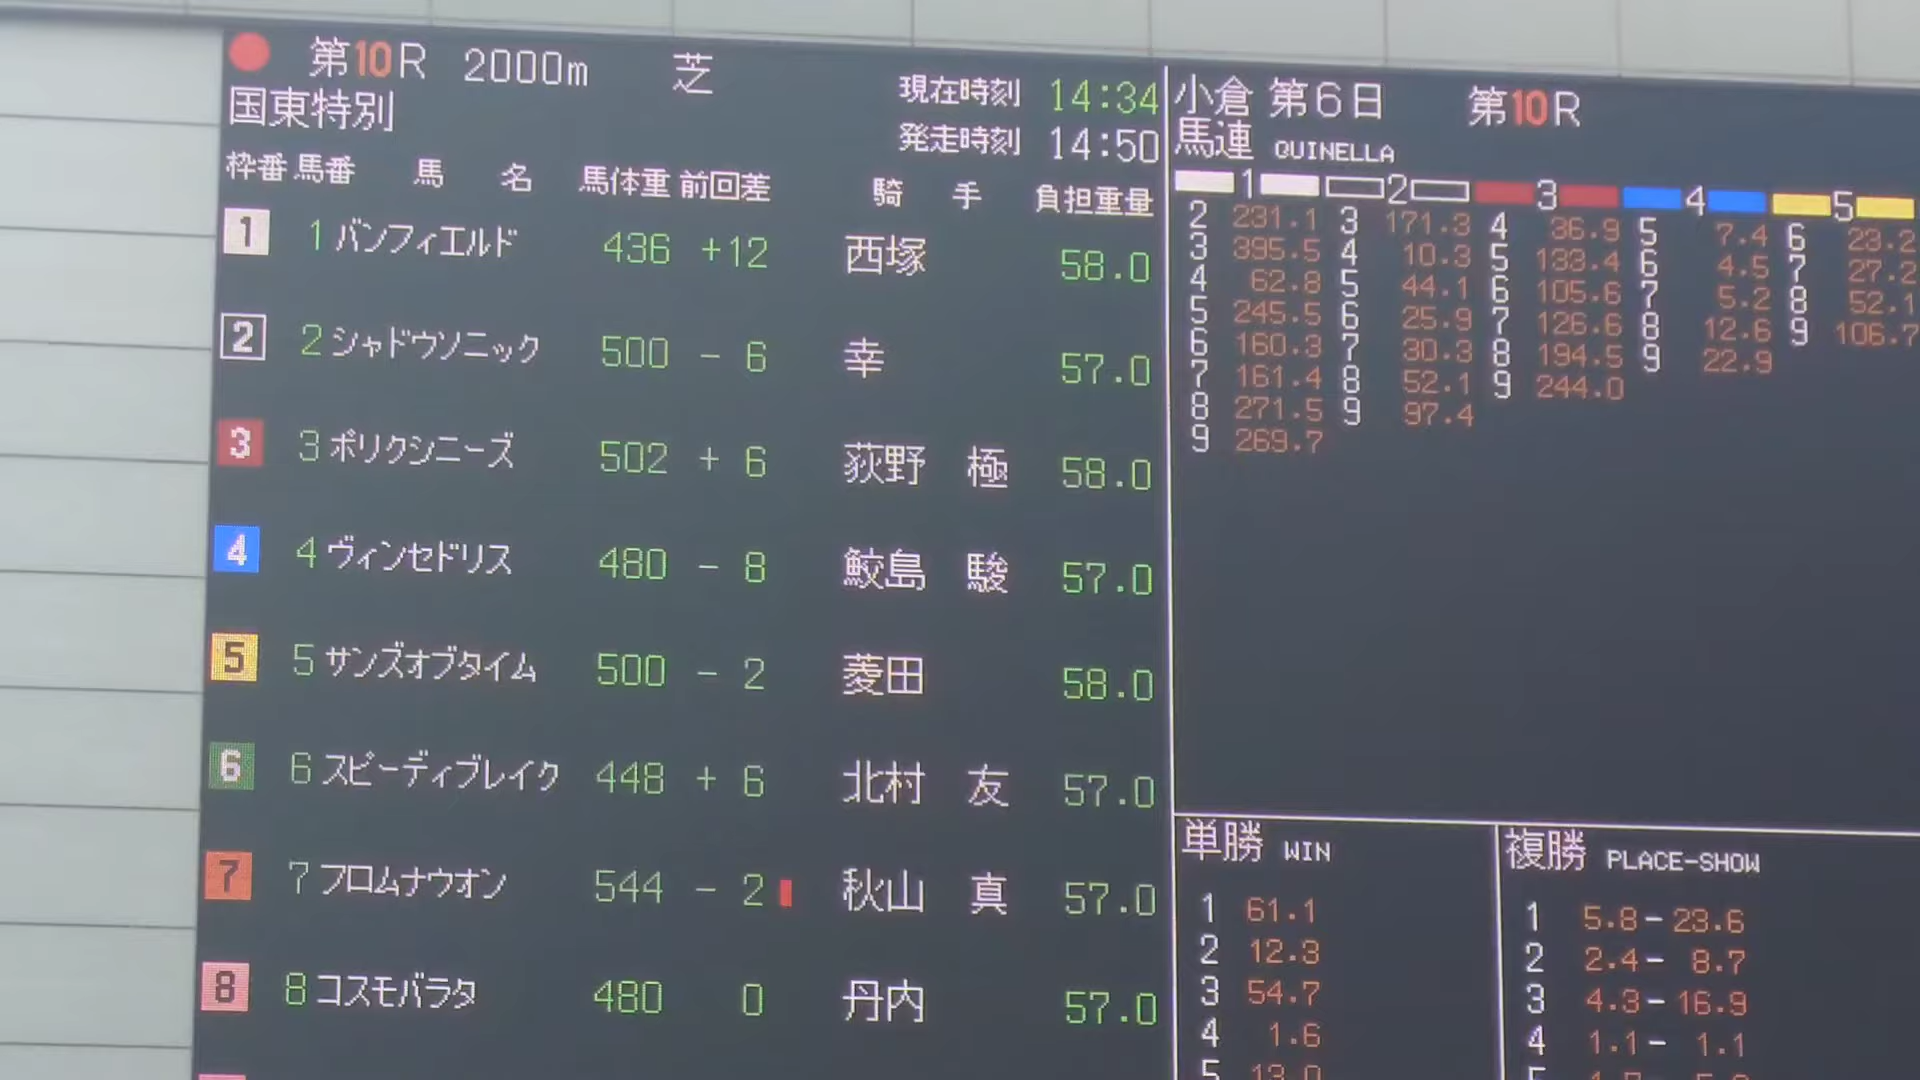 第10R 2000m 芝
国東特別
現在時刻 14:34
発走時刻 14:50
枠番 馬番 馬名 馬体重 前回差 騎手 負担重量
1 1 バンフィエルド 436 +12 西塚 58.0
2 2 シャドウソニック 500 - 6 幸 57.0
3 3 ポリクシニーズ 502 + 6 荻野 極 58.0
4 4 ヴィンセドリス 480 - 8 鮫島 駿 57.0
5 5 サンズオブタイム 500 - 2 菱田 58.0
6 6 スピーディブレイク 448 + 6 北村 友 57.0
7 7 フロムナウオン 544 - 2 秋山 真 57.0
8 8 コスモバラタ 480 0 丹内 57.0
小倉 第6日 第10R
馬連 QUINELLA
1 2 3 4 5
2 231.1 3 171.3 4 36.9 5 7.4 6 23.2
3 395.5 4 10.3 5 133.4 6 4.5 7 27.2
4 62.8 5 44.1 6 105.6 7 5.2 8 52.1
5 245.5 6 25.9 7 126.6 8 12.6 9 106.7
6 160.3 7 30.3 8 194.5 9 22.9
7 161.4 8 52.1 9 244.0
8 271.5 9 97.4
9 269.7
単勝 WIN
1 61.1
2 12.3
3 54.7
4 1.6
5
複勝 PLACE-SHOW
1 5.8- 23.6
2 2.4- 8.7
3 4.3- 16.9
4 1.1- 1.1